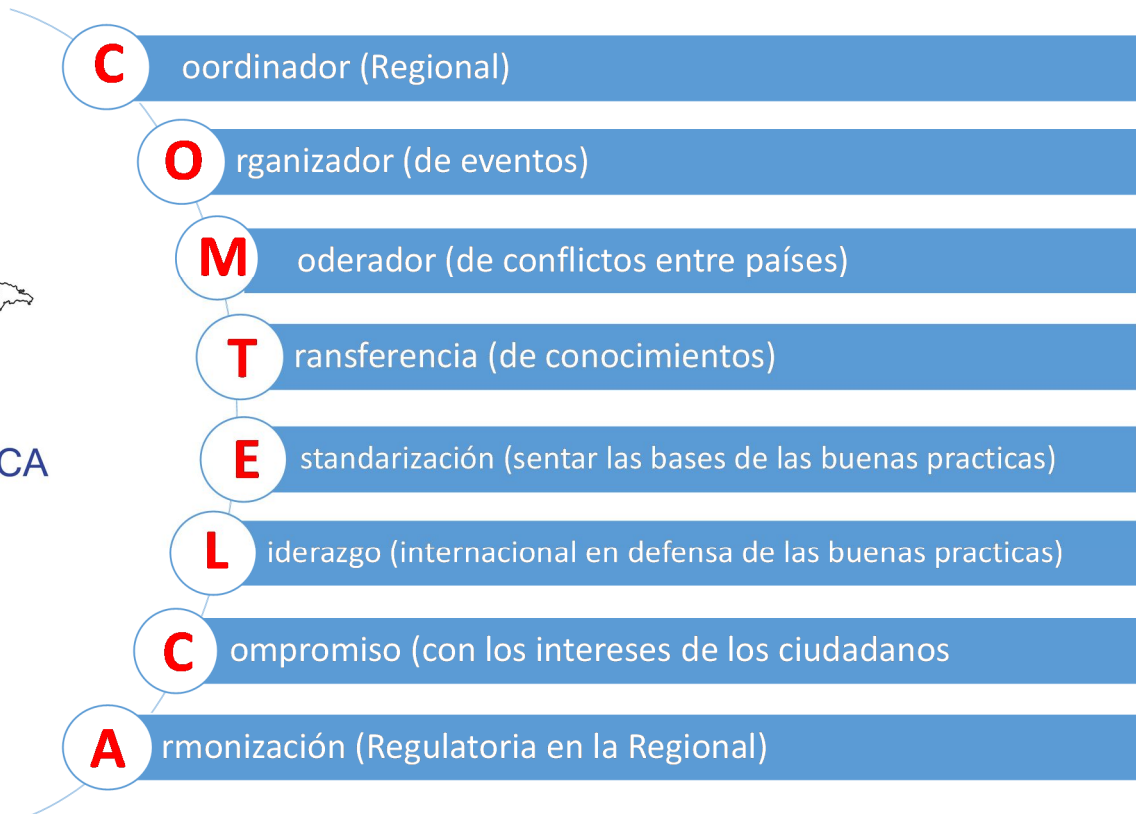 C oordinador (Regional)
O rganizador (de eventos)
M oderador (de conflictos entre países)
T ransferencia (de conocimientos)
CA
E standarización (sentar las bases de las buenas practicas)
L iderazgo (internacional en defensa de las buenas practicas)
C ompromiso (con los intereses de los ciudadanos
A rmonización (Regulatoria en la Regional)